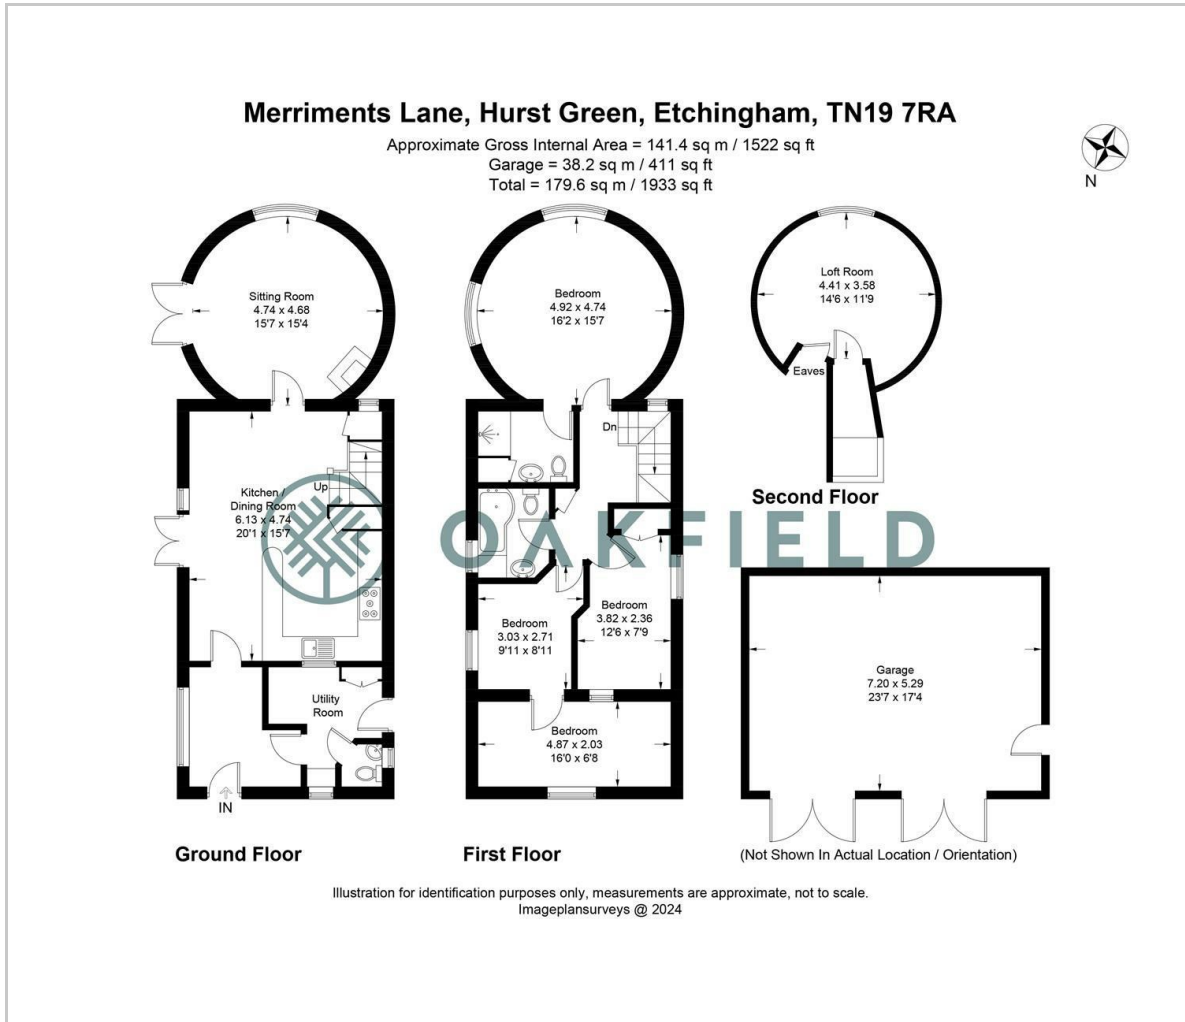 Merriments Lane, Hurst Green, Etchingham, TN19 7RA
Approximate Gross Internal Area = 141.4 sq m / 1522 sq ft
Garage = 38.2 sq m / 411 sq ft
Total = 179.6 sq m / 1933 sq ft
N
Sitting Room
4.74 x 4.68
15'7 x 15'4
Bedroom
4.92 x 4.74
16'2 x 15'7
Loft Room
4.41 x 3.58
14'6 x 11'9
Eaves
Dn
Up
Kitchen /
Dining Room
6.13 x 4.74
20'1 x 15'7
Second Floor
OAKFIELD
Bedroom
3.03 x 2.71
9'11 x 8'11
Bedroom
3.82 x 2.36
12'6 x 7'9
Garage
7.20 x 5.29
23'7 x 17'4
Utility
Room
Bedroom
4.87 x 2.03
16'0 x 6'8
IN
Ground Floor
First Floor
(Not Shown In Actual Location / Orientation)
Illustration for identification purposes only, measurements are approximate, not to scale.
Imageplansurveys @ 2024